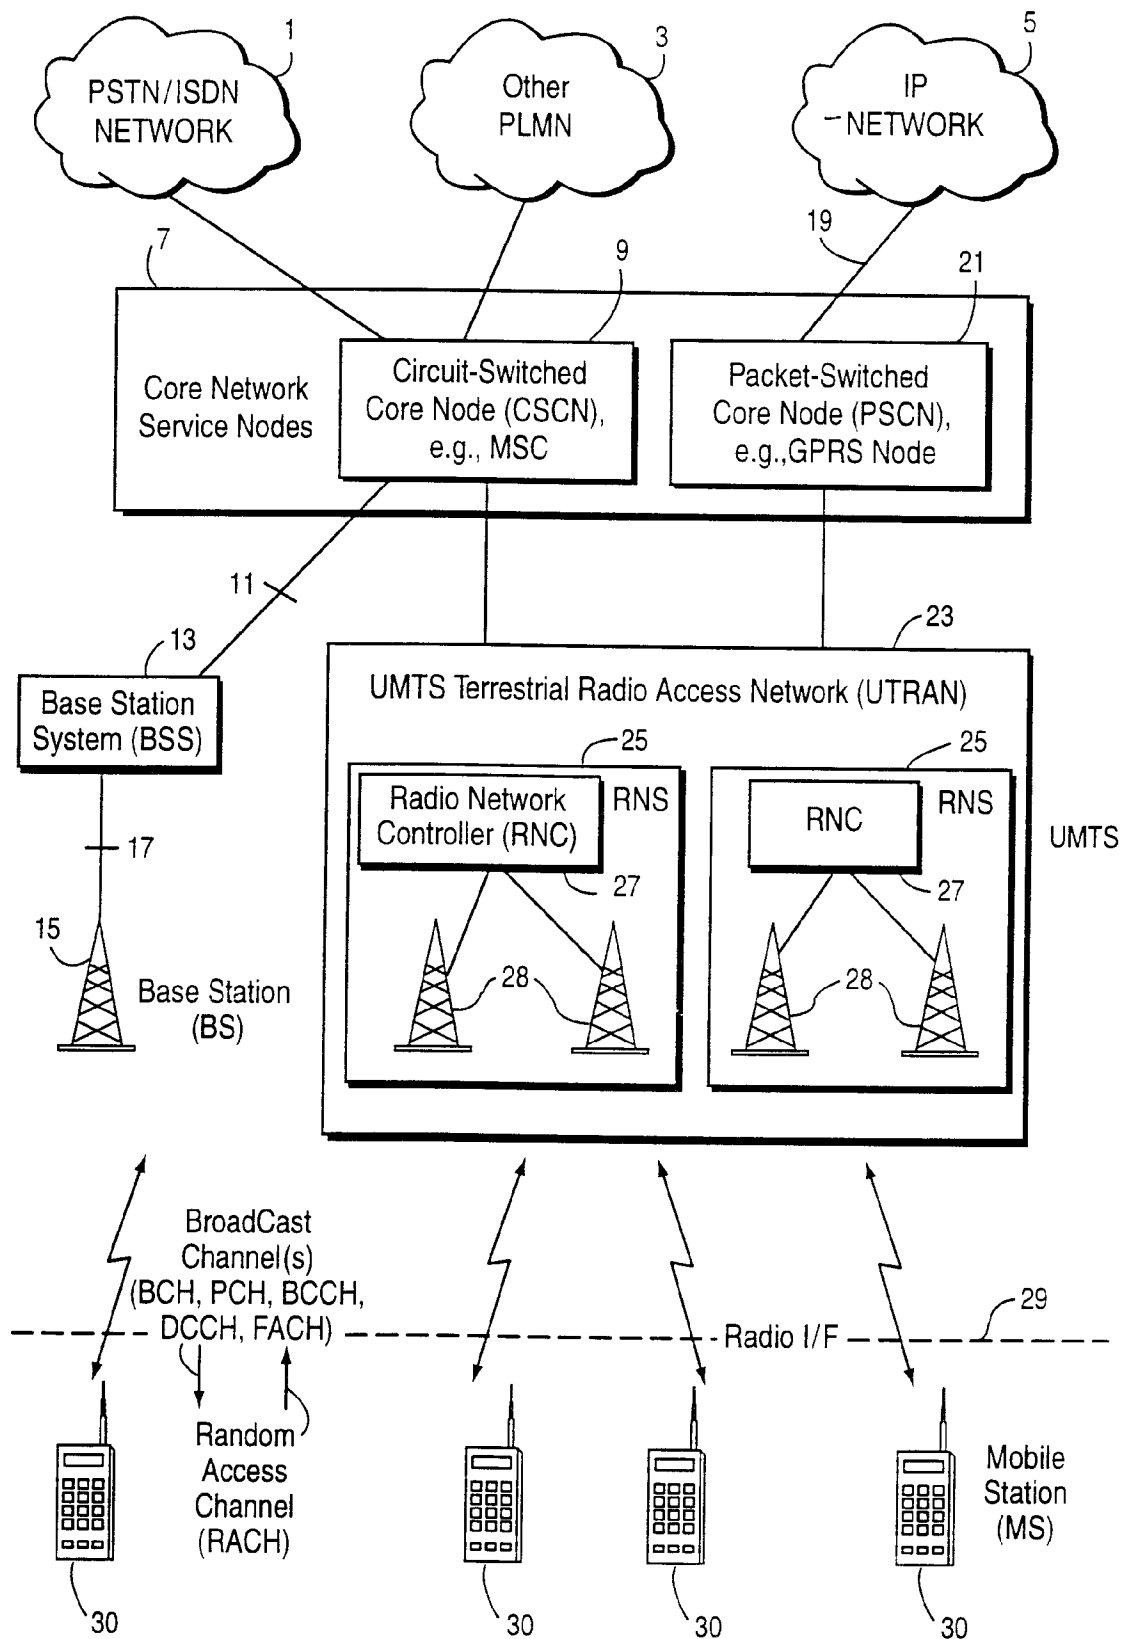 1
3
5
PSTN/ISDN
NETWORK
Other
PLMN
IP
NETWORK
7
9
19
21
Core Network
Service Nodes
Circuit-Switched
Core Node (CSCN),
e.g., MSC
Packet-Switched
Core Node (PSCN),
e.g.,GPRS Node
11
13
23
Base Station
System (BSS)
UMTS Terrestrial Radio Access Network (UTRAN)
25
25
Radio Network
Controller (RNC)
RNS
RNC
RNS
UMTS
17
27
27
15
Base Station
(BS)
28
28
BroadCast
Channel(s)
(BCH, PCH, BCCH,
DCCH, FACH)
29
Radio I/F
Random
Access
Channel
(RACH)
Mobile
Station
(MS)
30
30
30
30